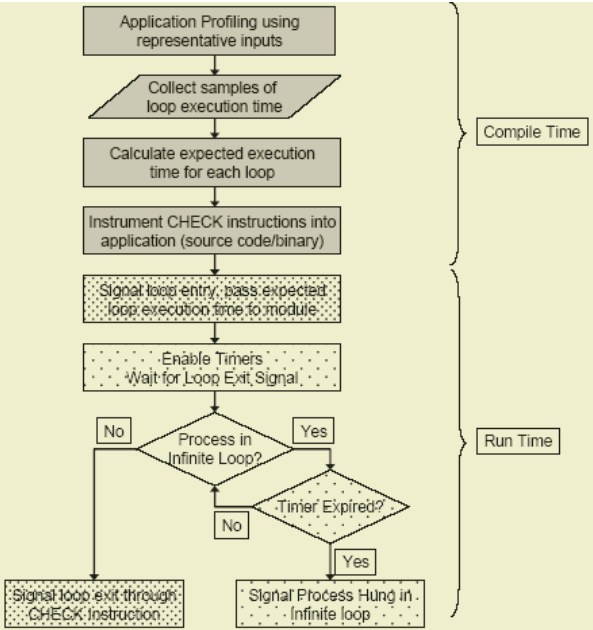 Application Profiling using
representative inputs
Collect samples of
loop execution time
Compile Time
Calculate expected execution
time for each loop
Instrument CHECK instructions into
application (source code/binary)
Signal loop entry, pass expected
loop execution time to module
Enable Timers
Wait for Loop Exit Signal
No
Yes
Process in
Infinite Loop?
Run Time
Timer Expired?
No
Yes
Signal loop exit through
CHECK Instruction
Signal Process Hung in
Infinite loop